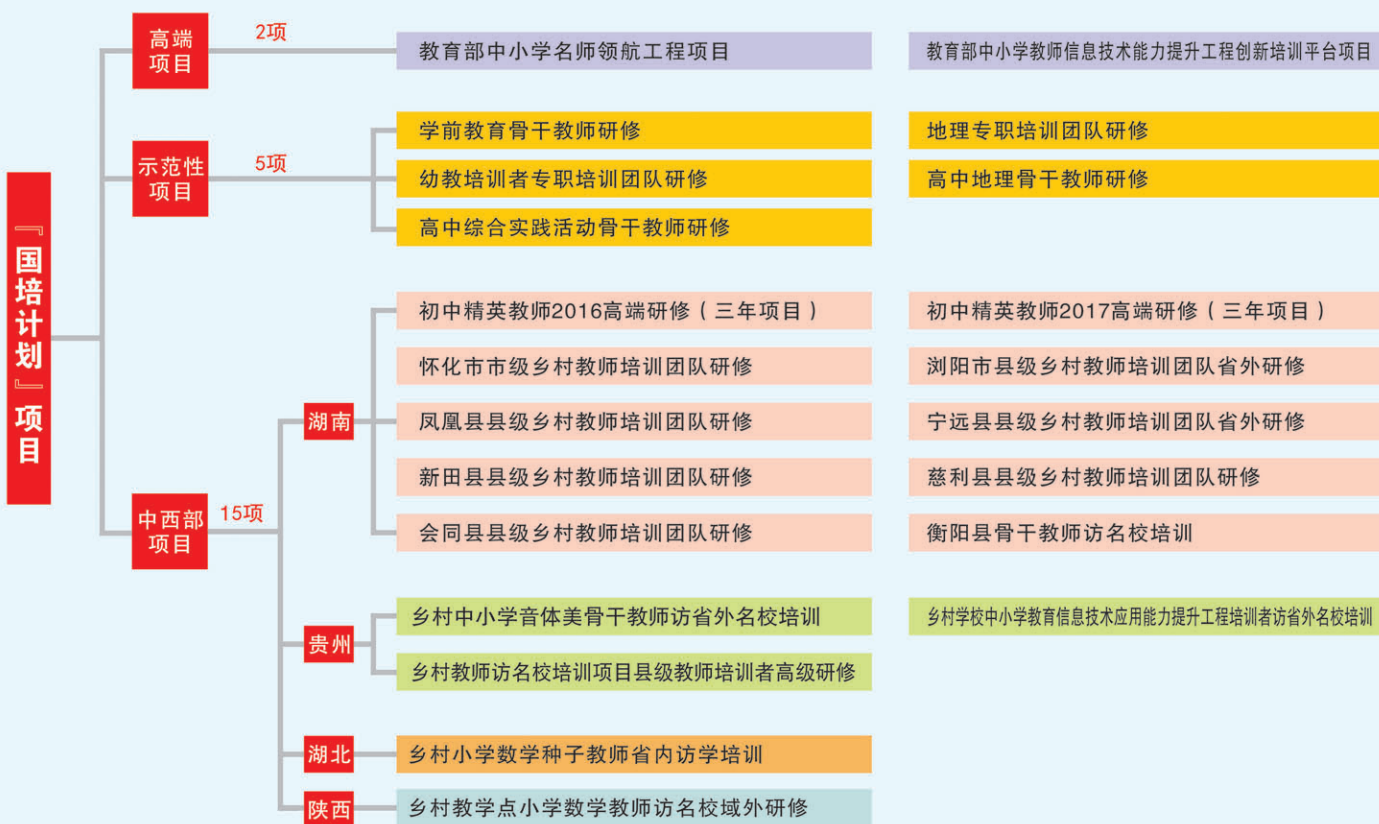 『国培计划』项目
高端
项目
2项
教育部中小学名师领航工程项目
教育部中小学教师信息技术能力提升工程创新培训平台项目
示范性
项目
5项
学前教育骨干教师研修
地理专职培训团队研修
幼教培训者专职培训团队研修
高中地理骨干教师研修
高中综合实践活动骨干教师研修
中西部
项目
15项
湖南
初中精英教师2016高端研修（三年项目）
初中精英教师2017高端研修（三年项目）
怀化市市级乡村教师培训团队研修
浏阳市县级乡村教师培训团队省外研修
凤凰县县级乡村教师培训团队研修
宁远县县级乡村教师培训团队省外研修
新田县县级乡村教师培训团队研修
慈利县县级乡村教师培训团队研修
会同县县级乡村教师培训团队研修
衡阳县骨干教师访名校培训
贵州
乡村中小学音体美骨干教师访省外名校培训
乡村学校中小学教育信息技术应用能力提升工程培训者访省外名校培训
乡村教师访名校培训项目县级教师培训者高级研修
湖北
乡村小学数学种子教师省内访学培训
陕西
乡村教学点小学数学教师访名校域外研修